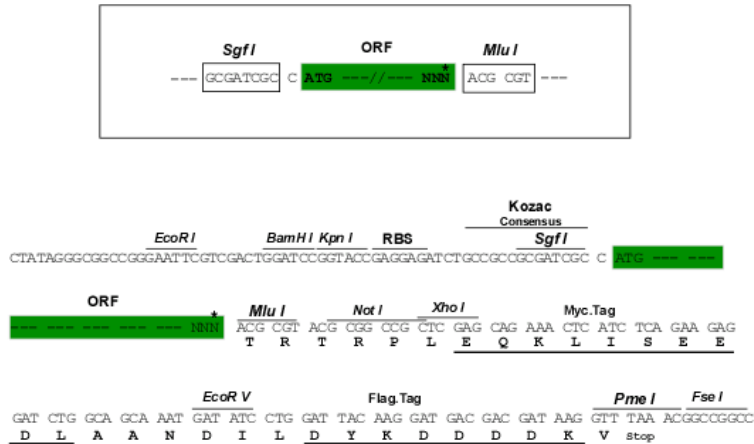 Sgf I ORF Mlu I
*
--- GCGATCGC C ATG ---//--- NNN ACG CGT ---
Kozac
Consensus
EcoR I BamH I Kpn I RBS Sgf I
CTATAGGGCGGCCGGGAATTCGTCGACTGGATCCGGTACCGAGGAGATCTGCCGCCGCGATCGC C ATG --- ---
ORF
* Mlu I Not I Xho I Myc.Tag
--- --- --- --- --- NNN ACG CGT ACG CGG CCG CTC GAG CAG AAA CTC ATC TCA GAA GAG
T R T R P L E Q K L I S E E
EcoR V Flag.Tag Pme I Fse I
GAT CTG GCA GCA AAT GAT ATC CTG GAT TAC AAG GAT GAC GAC GAT AAG GTT TAA ACGGCCGGCC
D L A A N D I L D Y K D D D D K V Stop